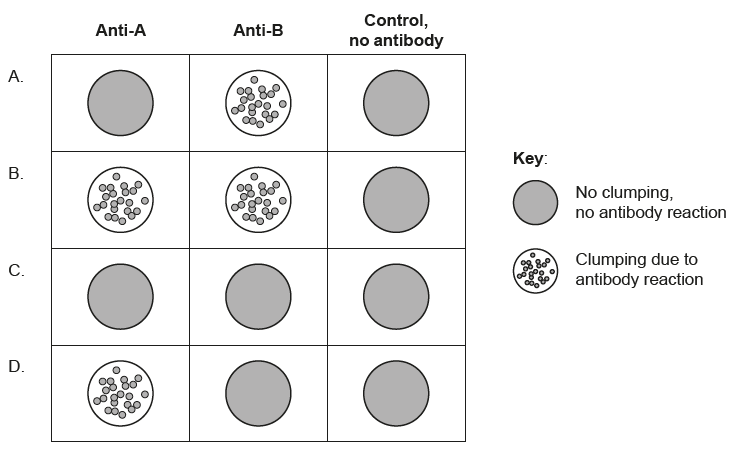 Anti-A
Anti-B
Control,
no antibody
A.
B.
C.
D.
Key:
No clumping,
no antibody reaction
Clumping due to
antibody reaction